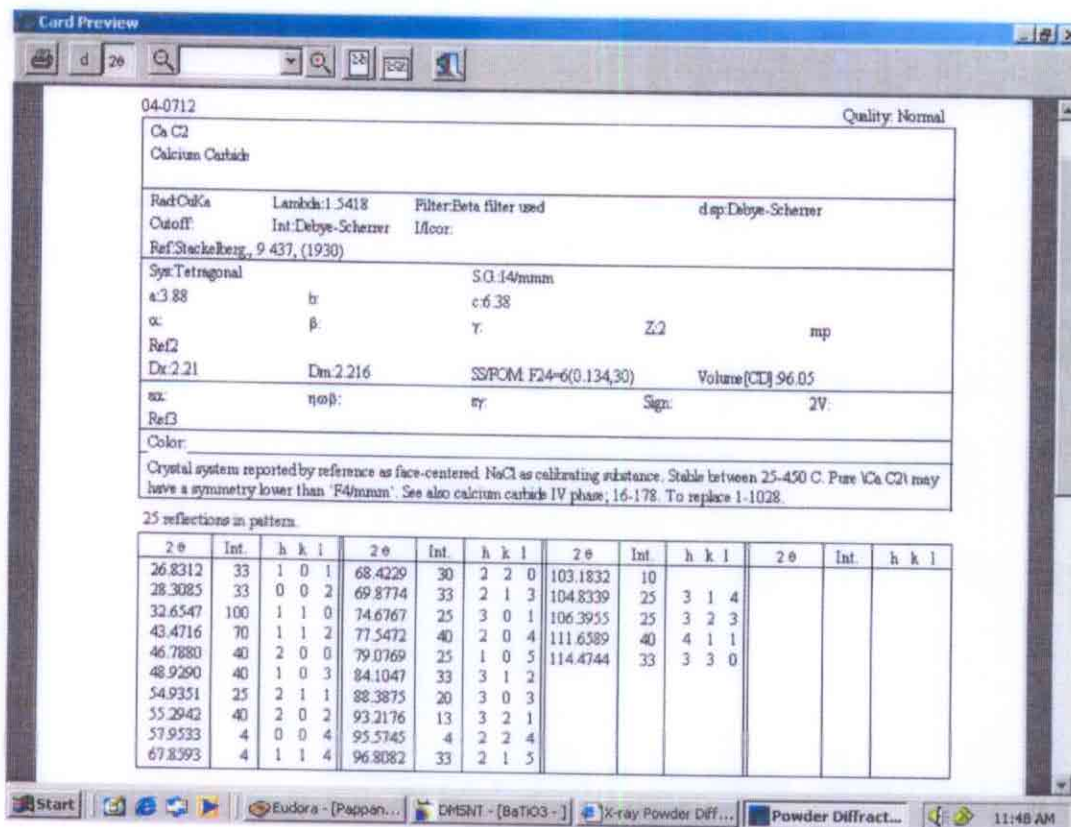 Card Preview
d 2θ
04-0712 Quality: Normal
Ca C2
Calcium Carbide
Rad:CuKa Lambda:1.5418 Filter:Beta filter used d sp:Debye-Scherrer
Cutoff: Int:Debye-Scherrer I/Icor:
Ref:Stackelberg., 9 437, (1930)
Sys:Tetragonal S.G.:I4/mmm
a:3.88 b: c:6.38
α: β: γ: Z:2 mp
Ref2
Dx:2.21 Dm:2.216 SS/FOM: F24=6(0.134,30) Volume[CD]:96.05
εα: ηωβ: εγ: Sign: 2V:
Ref3
Color:
Crystal system reported by reference as face-centered. NaCl as calibrating substance. Stable between 25-450 C. Pure \Ca C2\ may
have a symmetry lower than 'F4/mmm'. See also calcium carbide IV phase; 16-178. To replace 1-1028.
25 reflections in pattern.
2θ Int. h k l 2θ Int. h k l 2θ Int. h k l 2θ Int. h k l
26.8312 33 1 0 1 68.4229 30 2 2 0 103.1832 10
28.3085 33 0 0 2 69.8774 33 2 1 3 104.8339 25 3 1 4
32.6547 100 1 1 0 74.6767 25 3 0 1 106.3955 25 3 2 3
43.4716 70 1 1 2 77.5472 40 2 0 4 111.6589 40 4 1 1
46.7880 40 2 0 0 79.0769 25 1 0 5 114.4744 33 3 3 0
48.9290 40 1 0 3 84.1047 33 3 1 2
54.9351 25 2 1 1 88.3875 20 3 0 3
55.2942 40 2 0 2 93.2176 13 3 2 1
57.9533 4 0 0 4 95.5745 4 2 2 4
67.8593 4 1 1 4 96.8082 33 2 1 5
Start Eudora - [Pappan... DMSNT - [BaTiO3 - ] X-ray Powder Diff... Powder Diffract... 11:48 AM